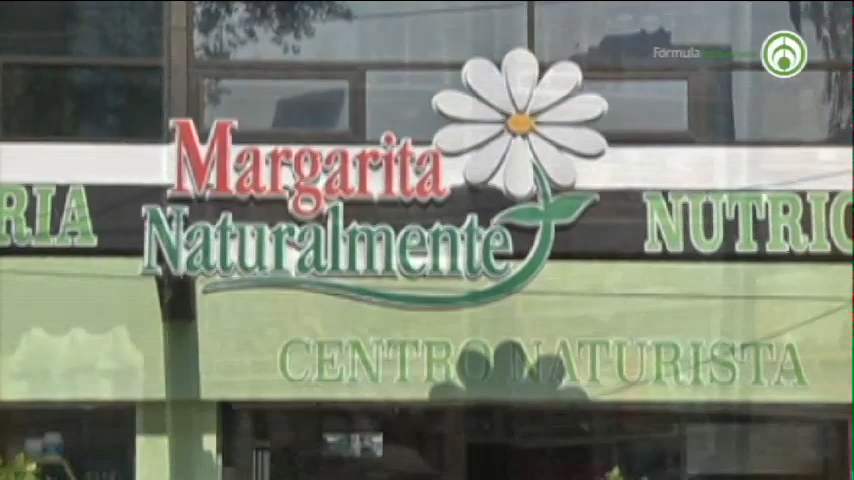 Fórmula
Margarita
RIA
Naturalmente
NUTRIC
CENTRO NATURISTA